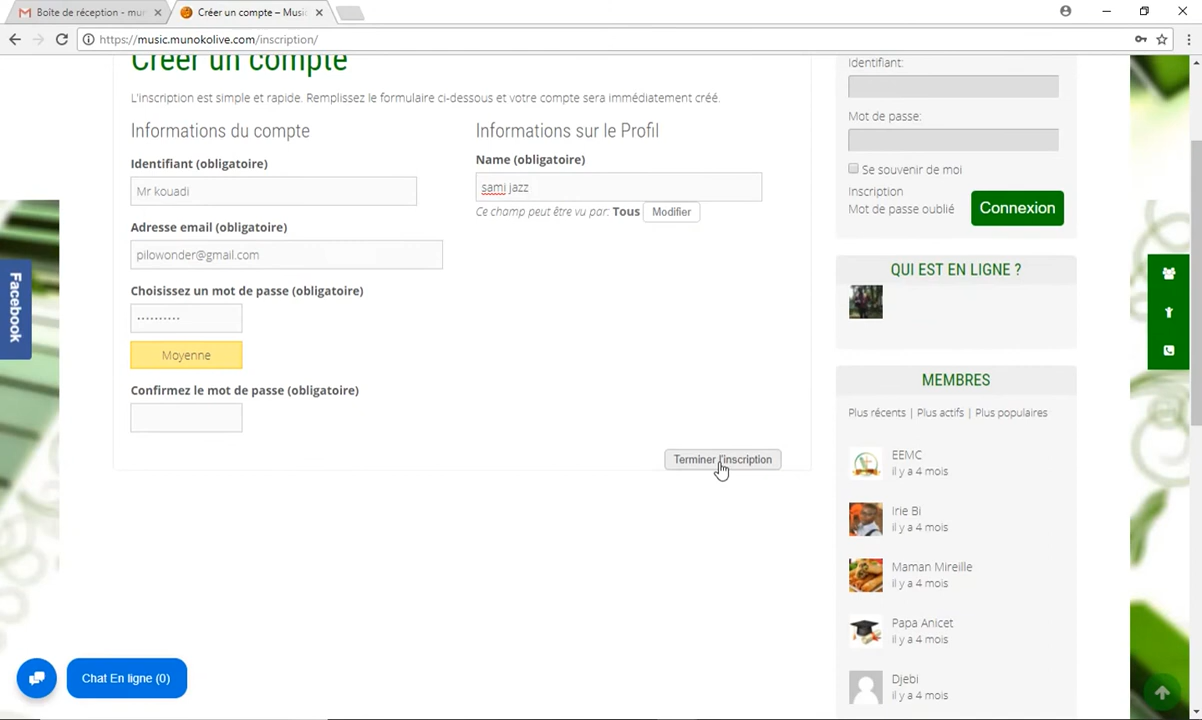 Boîte de réception - mu
Créer un compte – Musi
https://music.munokolive.com/inscription/
Créer un compte
L'inscription est simple et rapide. Remplissez le formulaire ci-dessous et votre compte sera immédiatement créé.
Informations du compte
Identifiant (obligatoire)
Mr kouadi
Adresse email (obligatoire)
pilowonder@gmail.com
Choisissez un mot de passe (obligatoire)
Moyenne
Confirmez le mot de passe (obligatoire)
Informations sur le Profil
Name (obligatoire)
sami jazz
Ce champ peut être vu par: Tous Modifier
Terminer l'inscription
Identifiant:
Mot de passe:
Se souvenir de moi
Inscription
Mot de passe oublié
Connexion
QUI EST EN LIGNE ?
MEMBRES
Plus récents | Plus actifs | Plus populaires
EEMC
il y a 4 mois
Irie Bi
il y a 4 mois
Maman Mireille
il y a 4 mois
Papa Anicet
il y a 4 mois
Djebi
il y a 4 mois
Facebook
Chat En ligne (0)